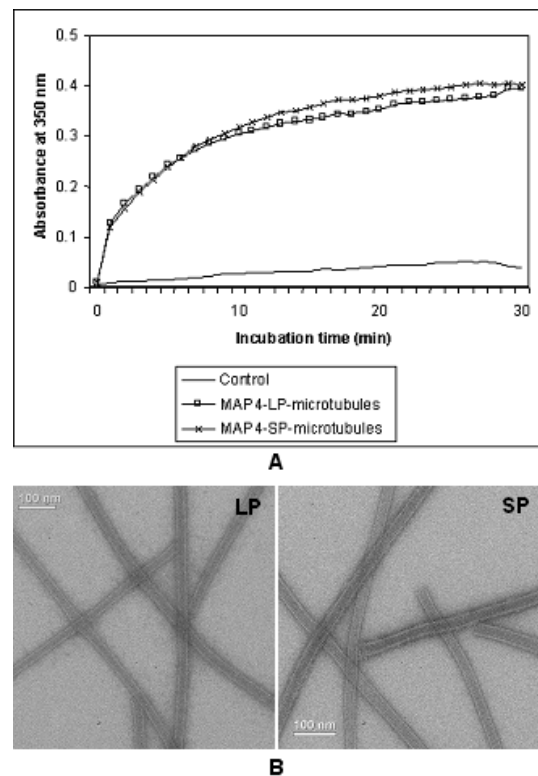 0.5
0.4
0.3
0.2
0.1
0
Absorbance at 350 nm
0 10 20 30
Incubation time (min)
Control
MAP4-LP-microtubules
MAP4-SP-microtubules
A
100 nm
LP
SP
100 nm
B